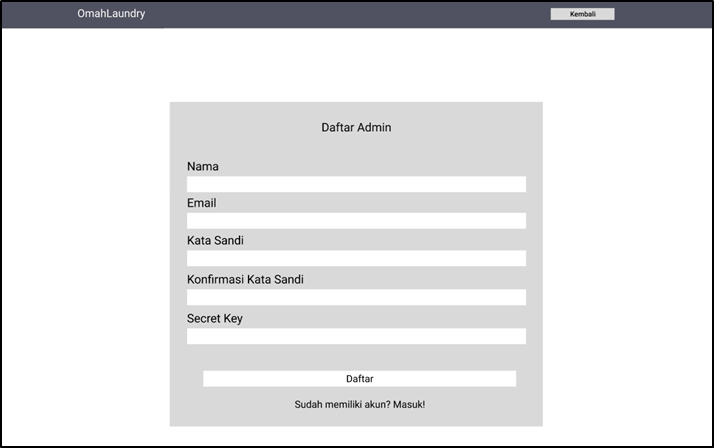 OmahLaundry
Kembali
Daftar Admin
Nama
Email
Kata Sandi
Konfirmasi Kata Sandi
Secret Key
Daftar
Sudah memiliki akun? Masuk!